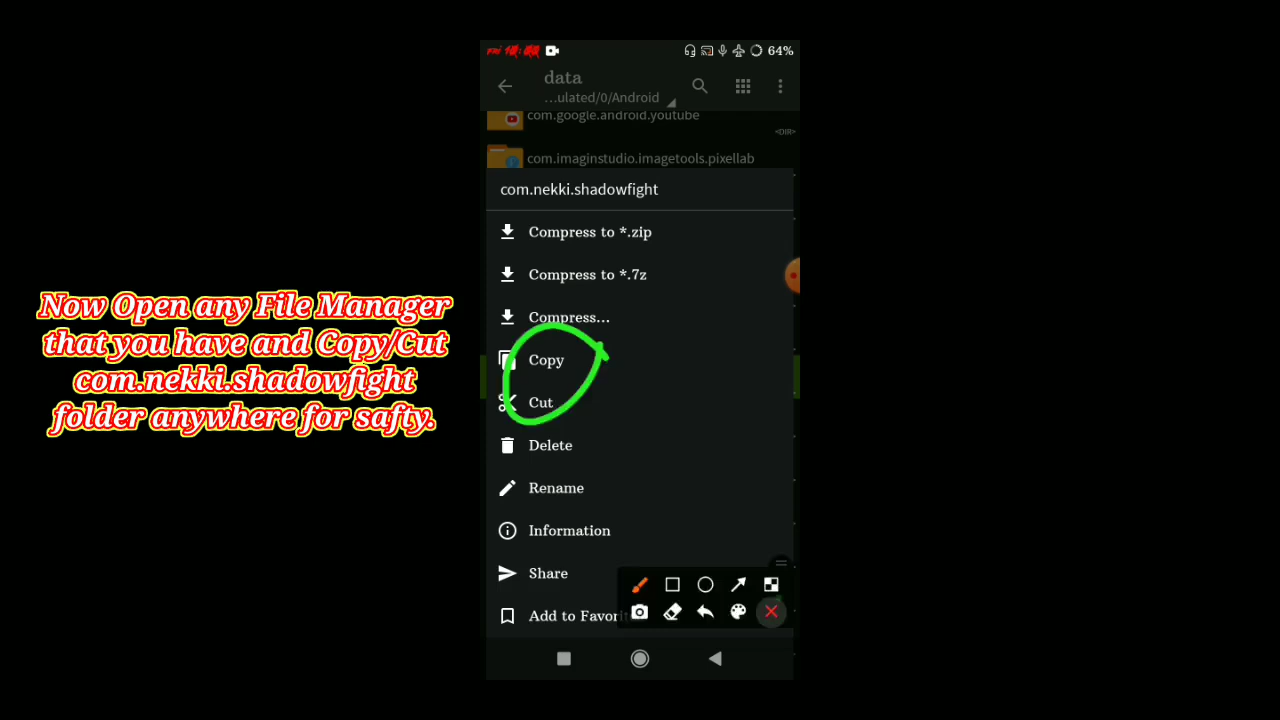 64%
data
...ulated/0/Android
com.google.android.youtube
<DIR>
com.imaginstudio.imagetools.pixellab
com.nekki.shadowfight
Compress to *.zip
Compress to *.7z
Compress...
Copy
Cut
Delete
Rename
Information
Share
Add to Favori
Now Open any File Manager
that you have and Copy/Cut
com.nekki.shadowfight
folder anywhere for safty.